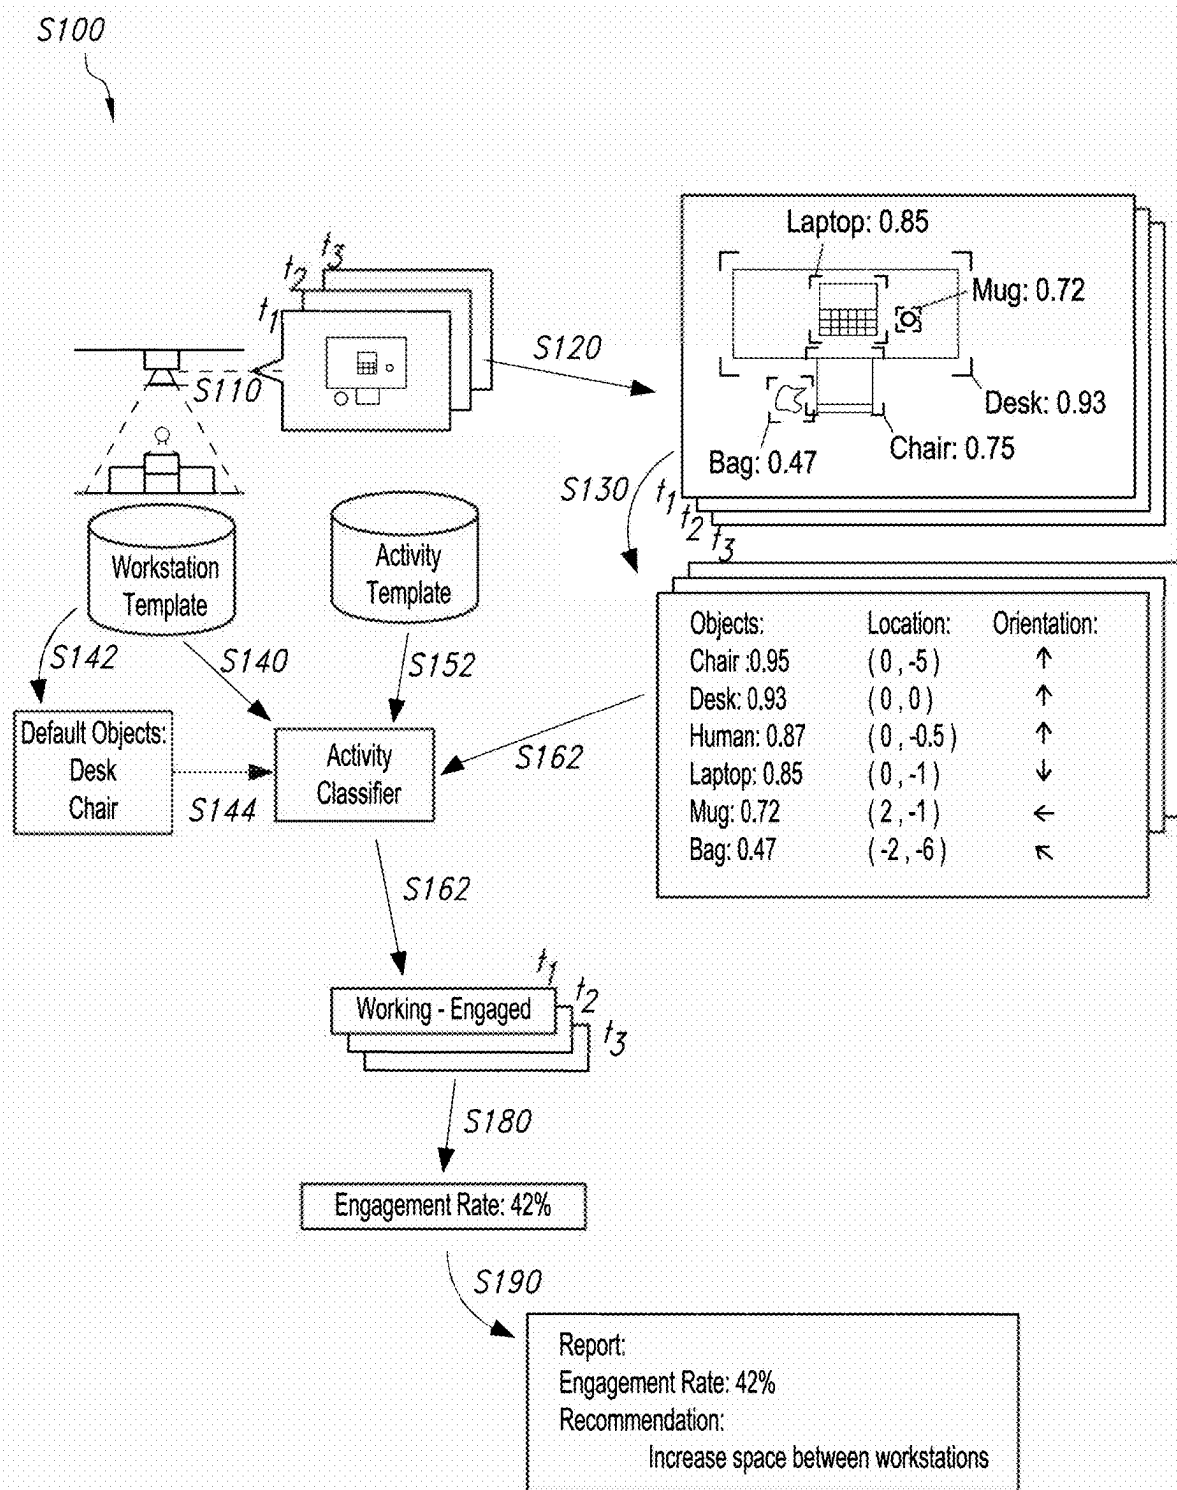 S100
t3
t2
t1
S110
S120
Laptop: 0.85
Mug: 0.72
Desk: 0.93
Chair: 0.75
Bag: 0.47
t1
t2
t3
S130
Workstation
Template
Activity
Template
S142
S140
S152
S162
Default Objects:
Desk
Chair
S144
Activity
Classifier
Objects: Location: Orientation:
Chair :0.95 ( 0 , -5 ) ↑
Desk: 0.93 ( 0 , 0 ) ↑
Human: 0.87 ( 0 , -0.5 ) ↑
Laptop: 0.85 ( 0 , -1 ) ↓
Mug: 0.72 ( 2 , -1 ) ←
Bag: 0.47 ( -2 , -6 ) ↖
S162
t1
t2
t3
Working - Engaged
S180
Engagement Rate: 42%
S190
Report:
Engagement Rate: 42%
Recommendation:
Increase space between workstations